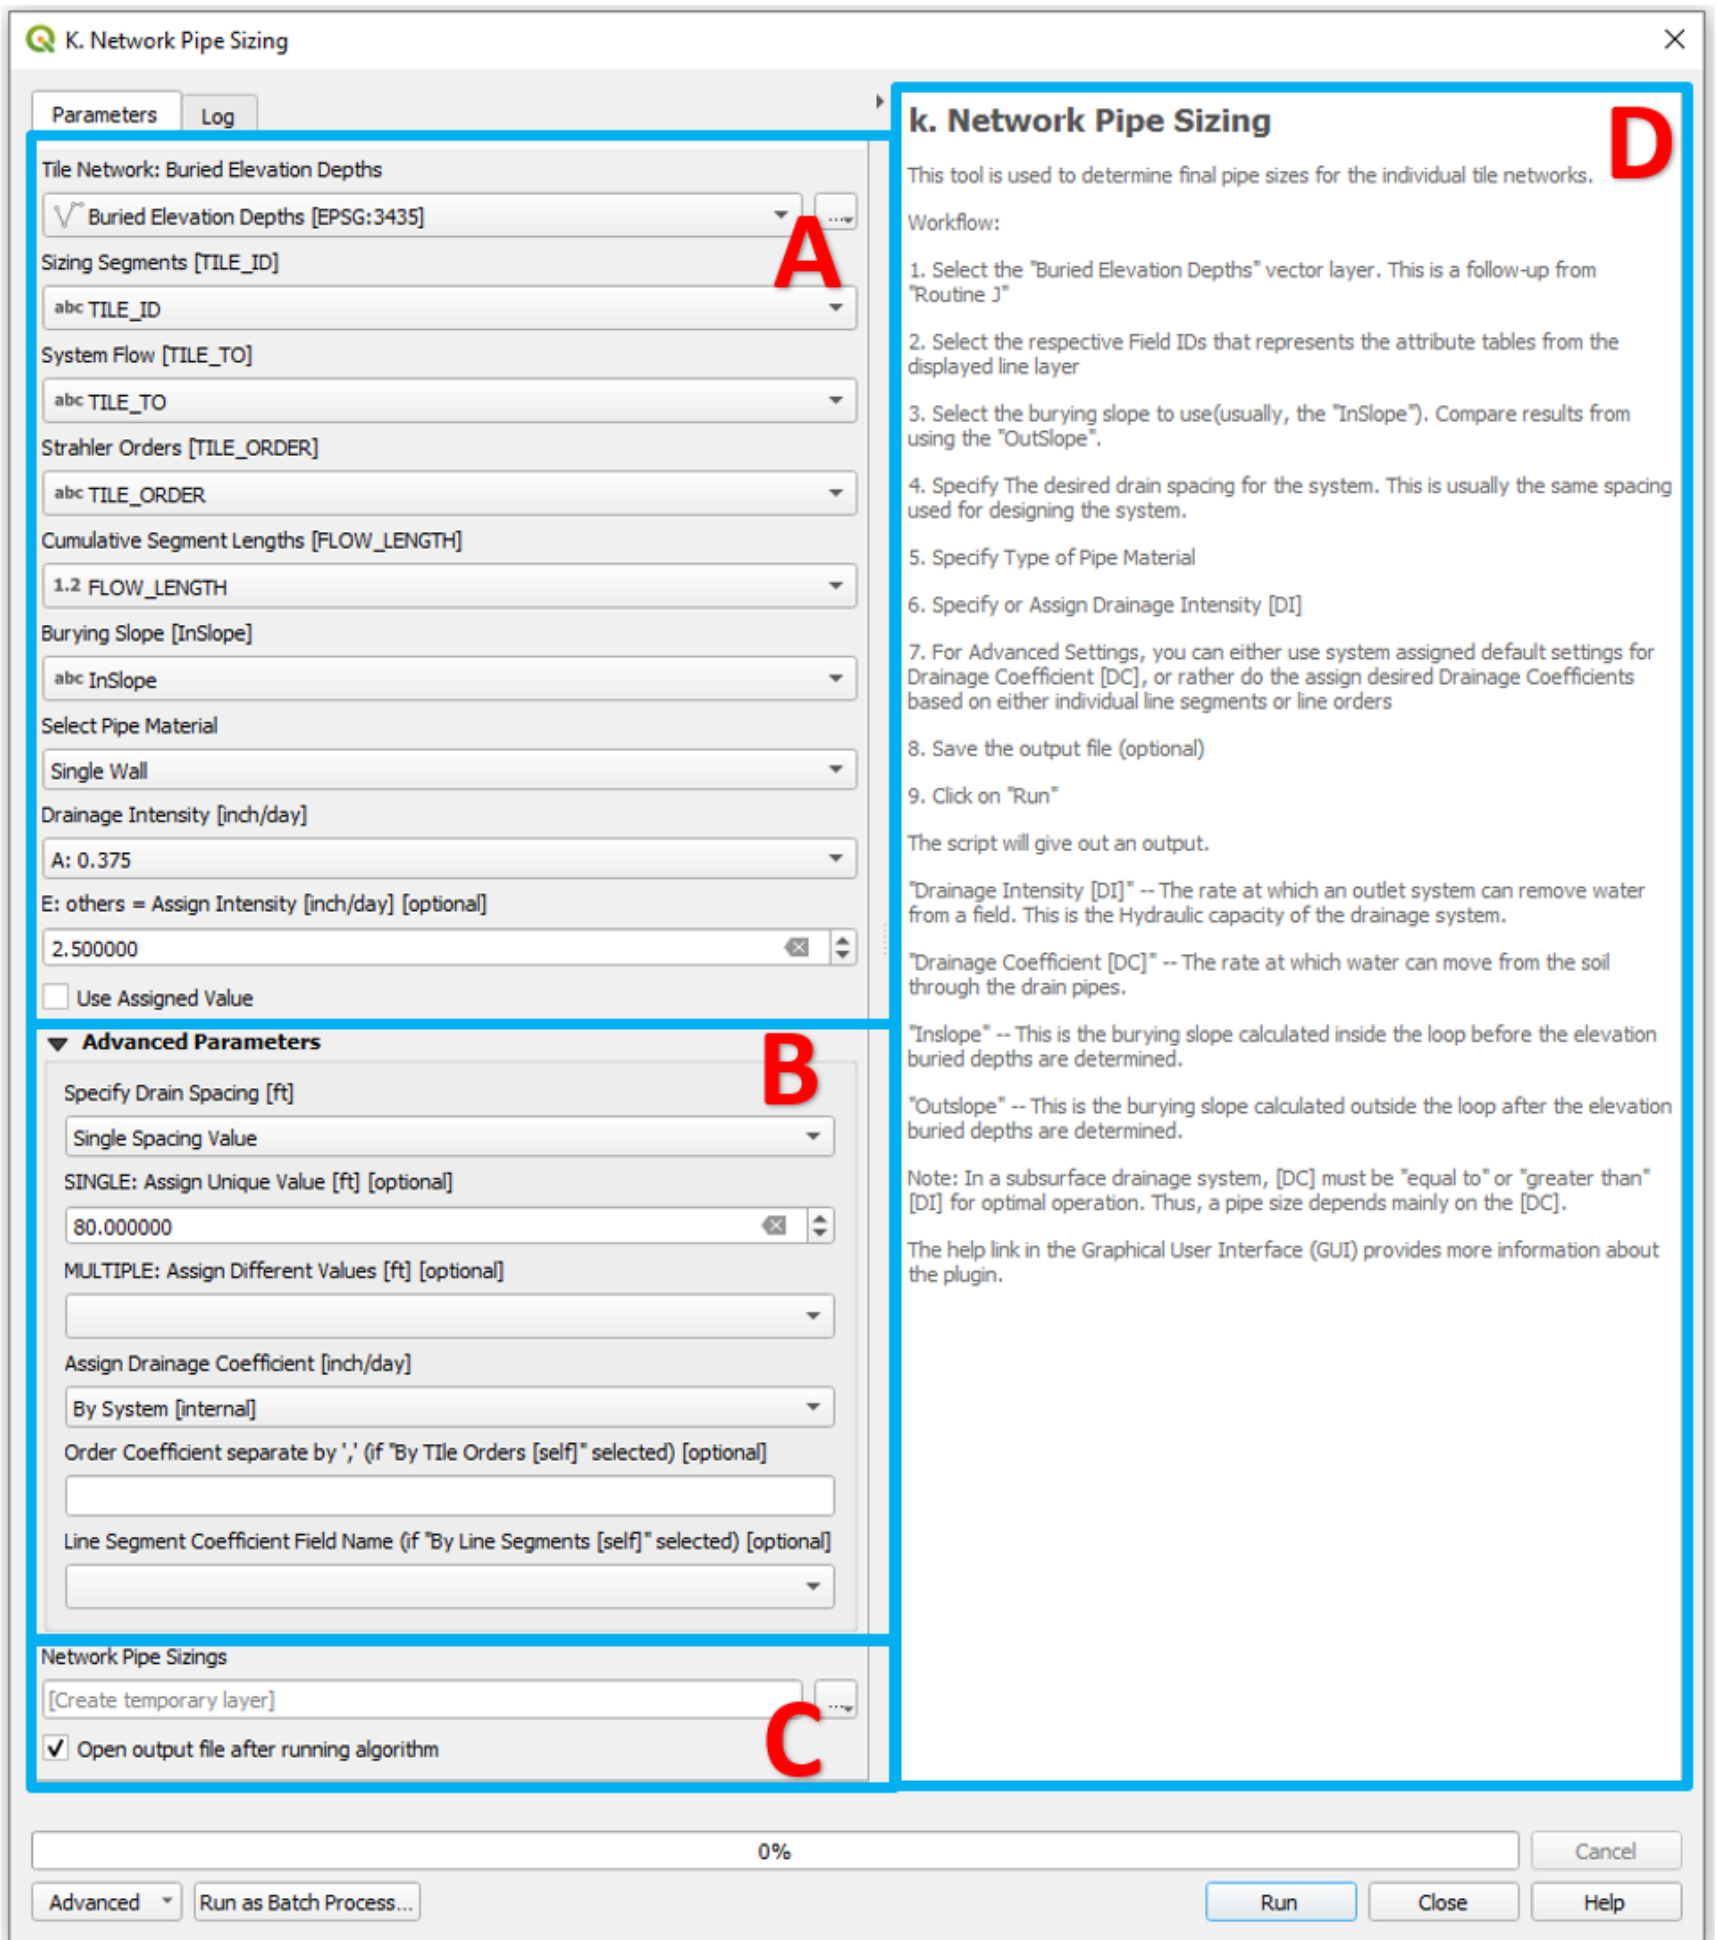 K. Network Pipe Sizing
Parameters
Log
Tile Network: Buried Elevation Depths
Buried Elevation Depths [EPSG:3435]
...
A
Sizing Segments [TILE_ID]
abc TILE_ID
System Flow [TILE_TO]
abc TILE_TO
Strahler Orders [TILE_ORDER]
abc TILE_ORDER
Cumulative Segment Lengths [FLOW_LENGTH]
1.2 FLOW_LENGTH
Burying Slope [InSlope]
abc InSlope
Select Pipe Material
Single Wall
Drainage Intensity [inch/day]
A: 0.375
E: others = Assign Intensity [inch/day] [optional]
2.500000
Use Assigned Value
Advanced Parameters
B
Specify Drain Spacing [ft]
Single Spacing Value
SINGLE: Assign Unique Value [ft] [optional]
80.000000
MULTIPLE: Assign Different Values [ft] [optional]
Assign Drainage Coefficient [inch/day]
By System [internal]
Order Coefficient separate by ',' (if "By TIle Orders [self]" selected) [optional]
Line Segment Coefficient Field Name (if "By Line Segments [self]" selected) [optional]
Network Pipe Sizings
[Create temporary layer]
...
C
Open output file after running algorithm
k. Network Pipe Sizing
D
This tool is used to determine final pipe sizes for the individual tile networks.
Workflow:
1. Select the "Buried Elevation Depths" vector layer. This is a follow-up from
"Routine J"
2. Select the respective Field IDs that represents the attribute tables from the
displayed line layer
3. Select the burying slope to use(usually, the "InSlope"). Compare results from
using the "OutSlope".
4. Specify The desired drain spacing for the system. This is usually the same spacing
used for designing the system.
5. Specify Type of Pipe Material
6. Specify or Assign Drainage Intensity [DI]
7. For Advanced Settings, you can either use system assigned default settings for
Drainage Coefficient [DC], or rather do the assign desired Drainage Coefficients
based on either individual line segments or line orders
8. Save the output file (optional)
9. Click on "Run"
The script will give out an output.
"Drainage Intensity [DI]" -- The rate at which an outlet system can remove water
from a field. This is the Hydraulic capacity of the drainage system.
"Drainage Coefficient [DC]" -- The rate at which water can move from the soil
through the drain pipes.
"Inslope" -- This is the burying slope calculated inside the loop before the elevation
buried depths are determined.
"Outslope" -- This is the burying slope calculated outside the loop after the elevation
buried depths are determined.
Note: In a subsurface drainage system, [DC] must be "equal to" or "greater than"
[DI] for optimal operation. Thus, a pipe size depends mainly on the [DC].
The help link in the Graphical User Interface (GUI) provides more information about
the plugin.
0%
Cancel
Advanced
Run as Batch Process...
Run
Close
Help